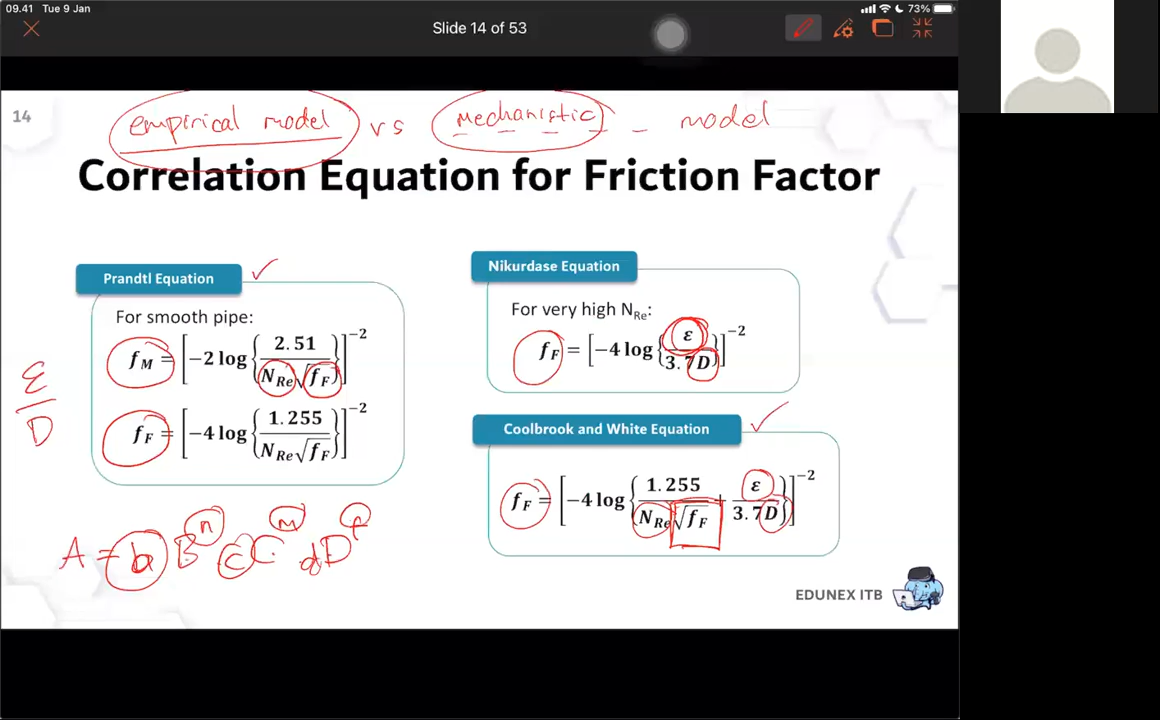 09.41 Tue 9 Jan
73%
Slide 14 of 53
14
empirical model vs mechanistic - model
Correlation Equation for Friction Factor
Prandtl Equation
For smooth pipe:
f_M = [−2 log { 2.51 / (N_Re √f_F) }]^−2
f_F = [−4 log { 1.255 / (N_Re √f_F) }]^−2
ε/D
A = b B^n c C^m d D^p
Nikurdase Equation
For very high N_Re:
f_F = [−4 log { ε / 3.7D }]^−2
Coolbrook and White Equation
f_F = [−4 log { 1.255 / (N_Re √f_F) + ε / 3.7D }]^−2
EDUNEX ITB